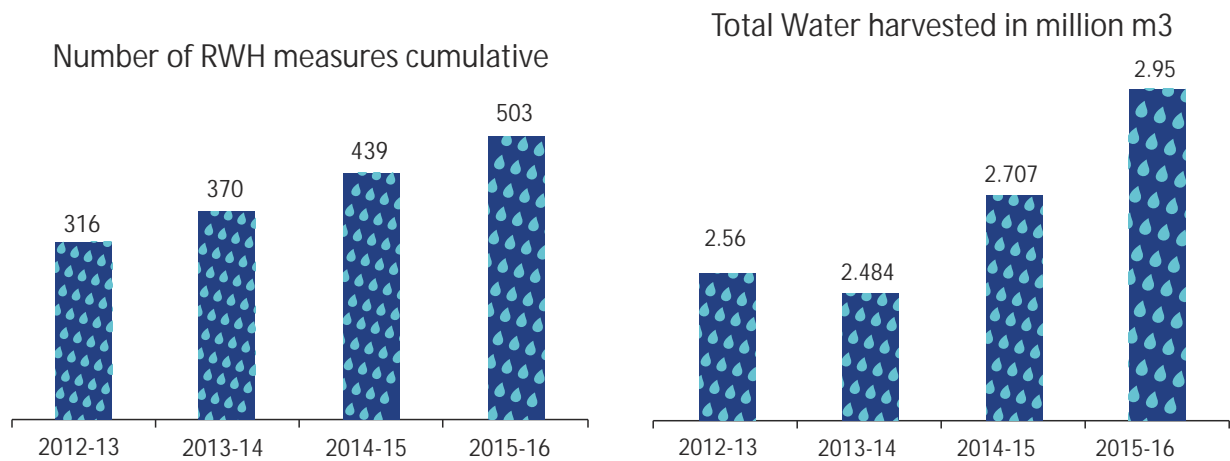 Number of RWH measures cumulative
503
439
370
316
2012-13 2013-14 2014-15 2015-16
Total Water harvested in million m3
2.95
2.707
2.56
2.484
2012-13 2013-14 2014-15 2015-16